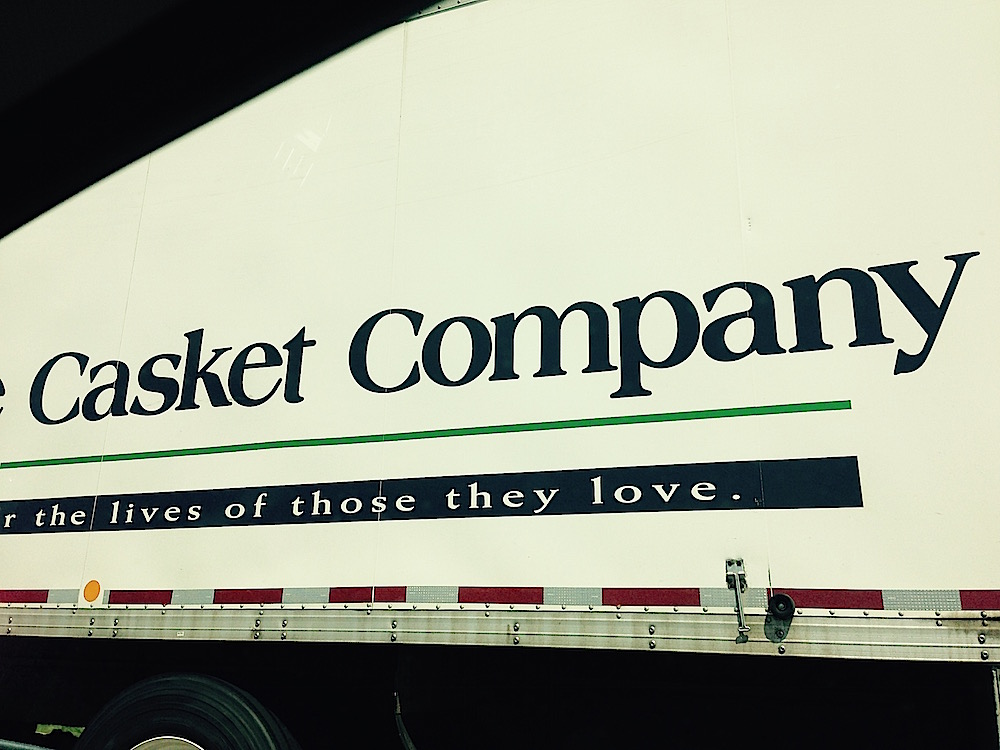 Casket Company
the lives of those they love.